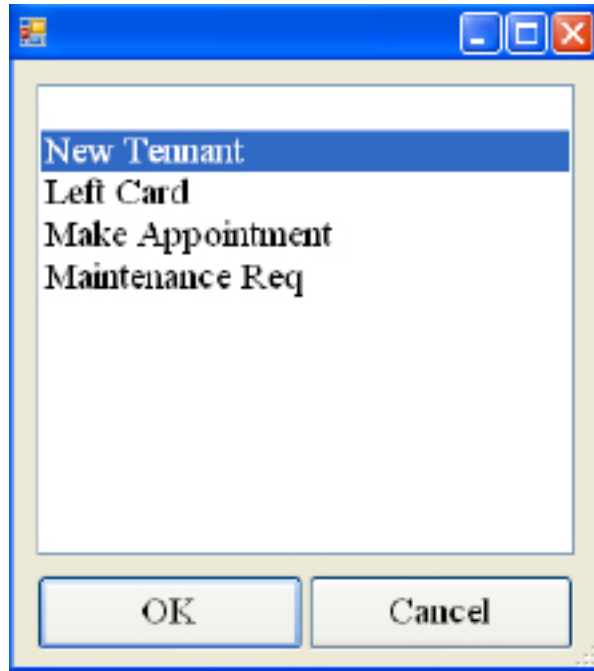 New Tennant
Left Card
Make Appointment
Maintenance Req
OK
Cancel